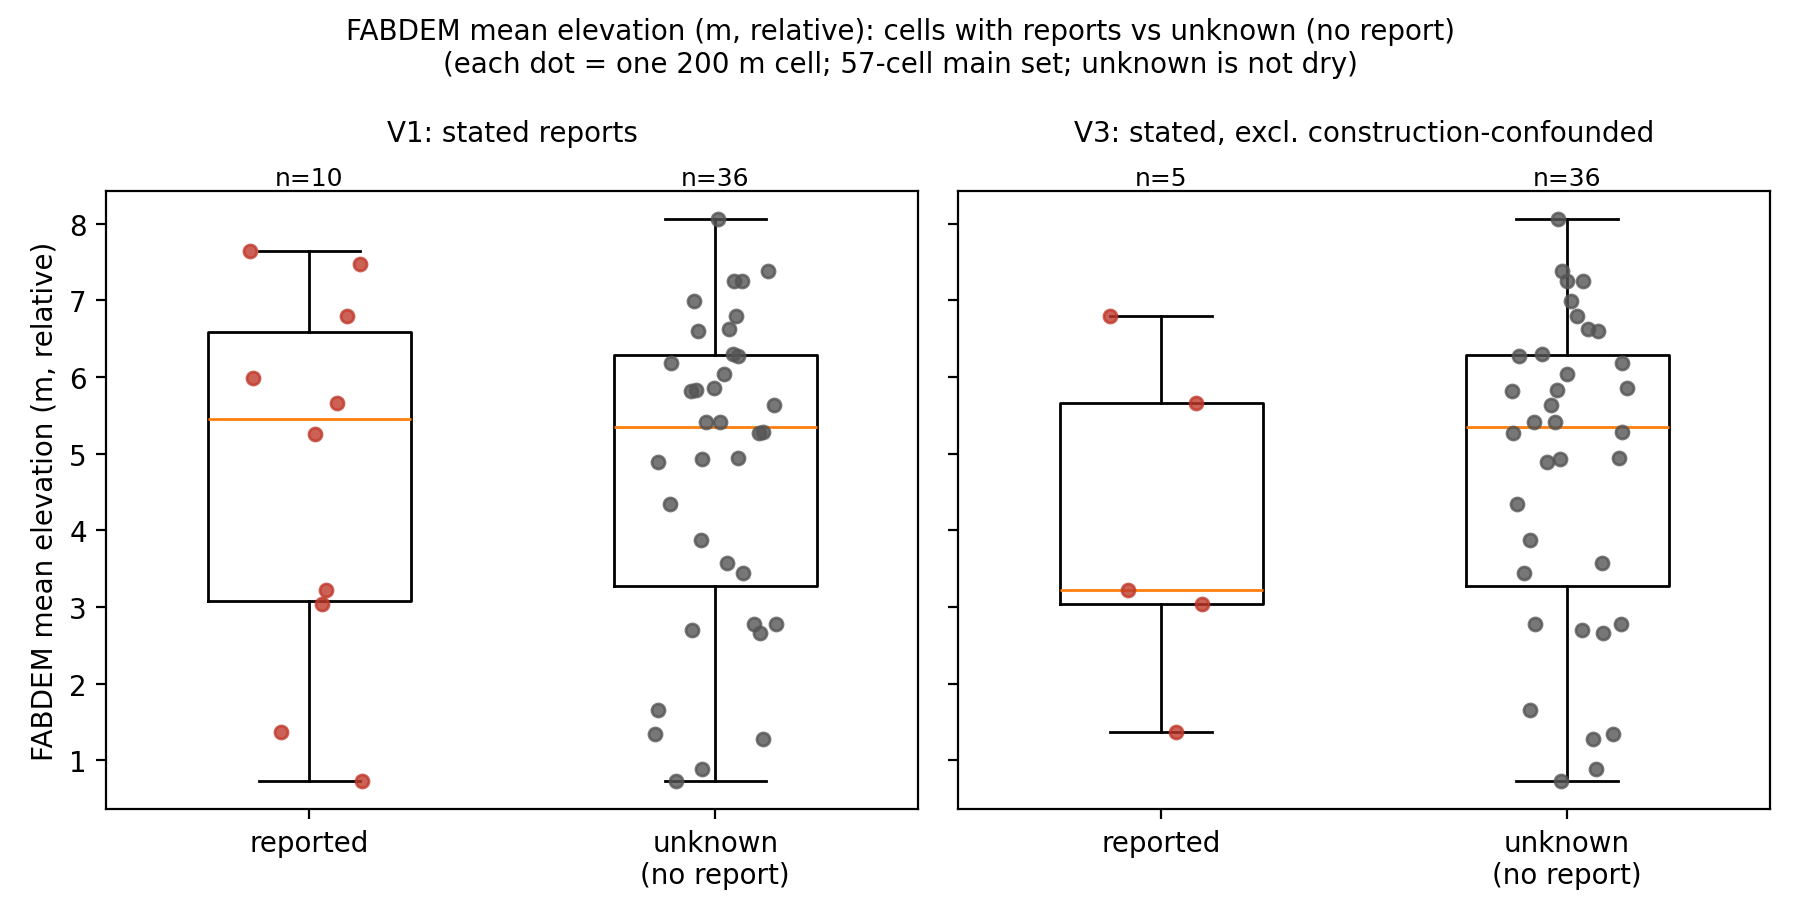 FABDEM mean elevation (m, relative): cells with reports vs unknown (no report)
(each dot = one 200 m cell; 57-cell main set; unknown is not dry)
V1: stated reports
n=10
n=36
FABDEM mean elevation (m, relative)
8
7
6
5
4
3
2
1
reported
unknown
(no report)
V3: stated, excl. construction-confounded
n=5
n=36
reported
unknown
(no report)